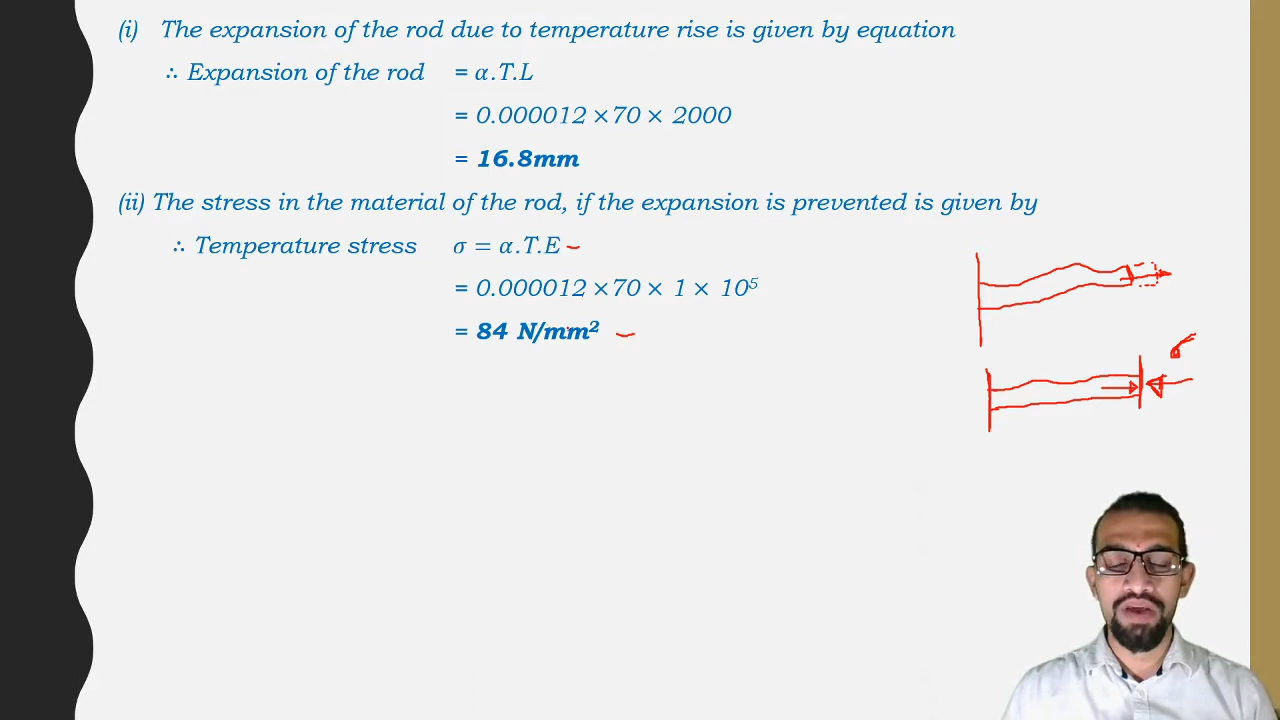 (i) The expansion of the rod due to temperature rise is given by equation
∴ Expansion of the rod = α.T.L
= 0.000012 ×70 × 2000
= 16.8mm
(ii) The stress in the material of the rod, if the expansion is prevented is given by
∴ Temperature stress σ = α.T.E
= 0.000012 ×70 × 1 × 10⁵
= 84 N/mm²
σ